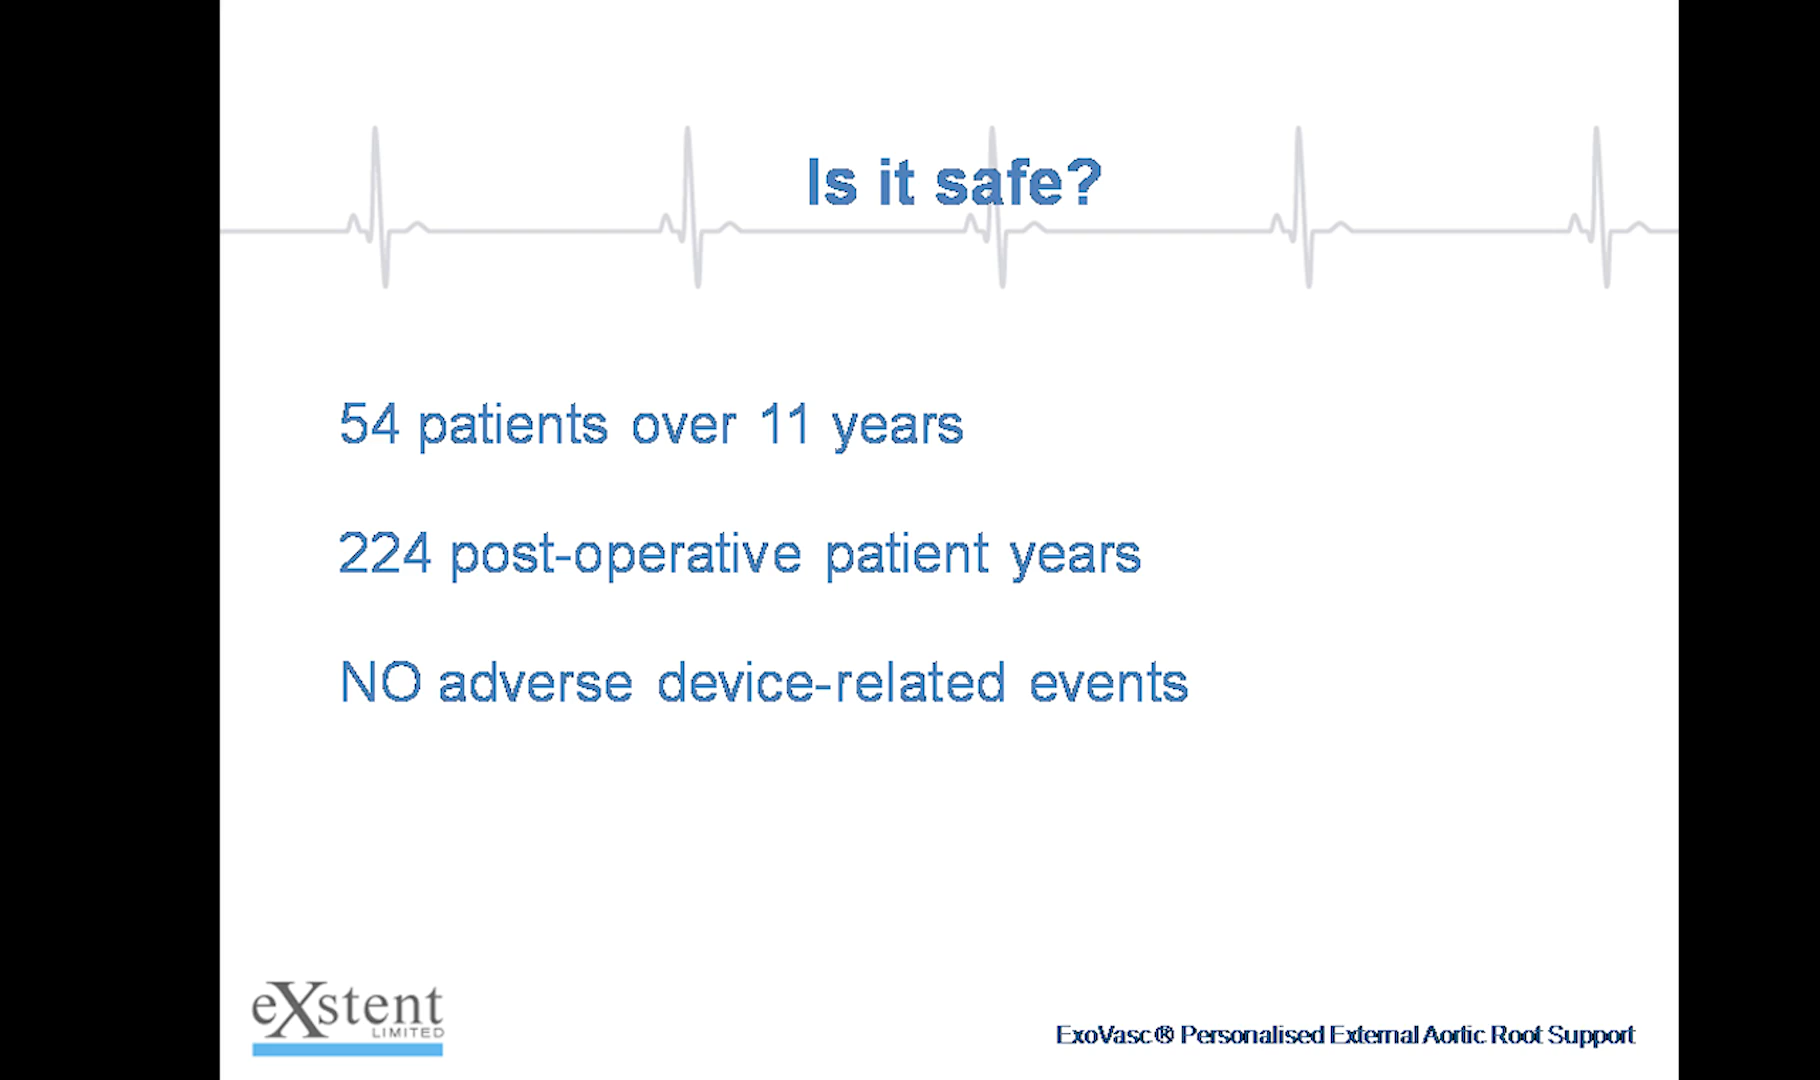 Is it safe?
54 patients over 11 years
224 post-operative patient years
NO adverse device-related events
eXstent
LIMITED
ExoVasc® Personalised External Aortic Root Support